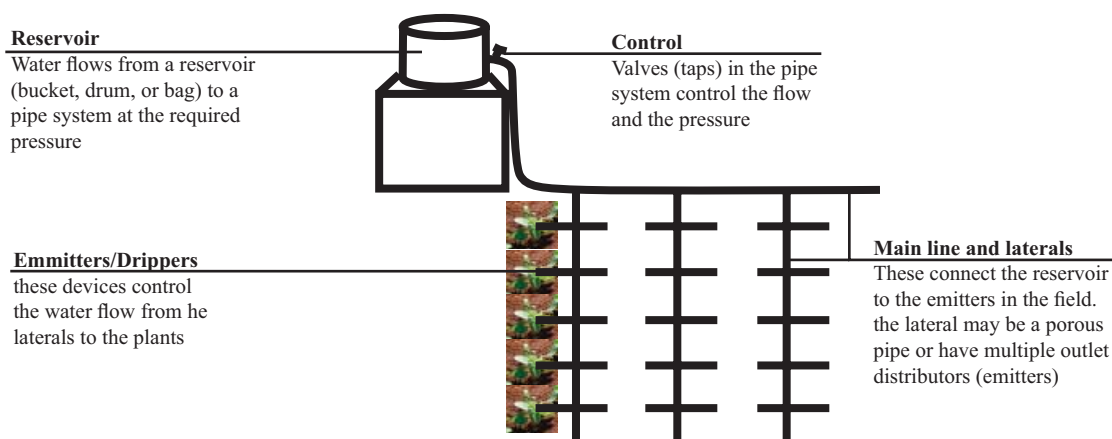 Reservoir
Water flows from a reservoir
(bucket, drum, or bag) to a
pipe system at the required
pressure
Control
Valves (taps) in the pipe
system control the flow
and the pressure
Emmitters/Drippers
these devices control
the water flow from he
laterals to the plants
Main line and laterals
These connect the reservoir
to the emitters in the field.
the lateral may be a porous
pipe or have multiple outlet
distributors (emitters)